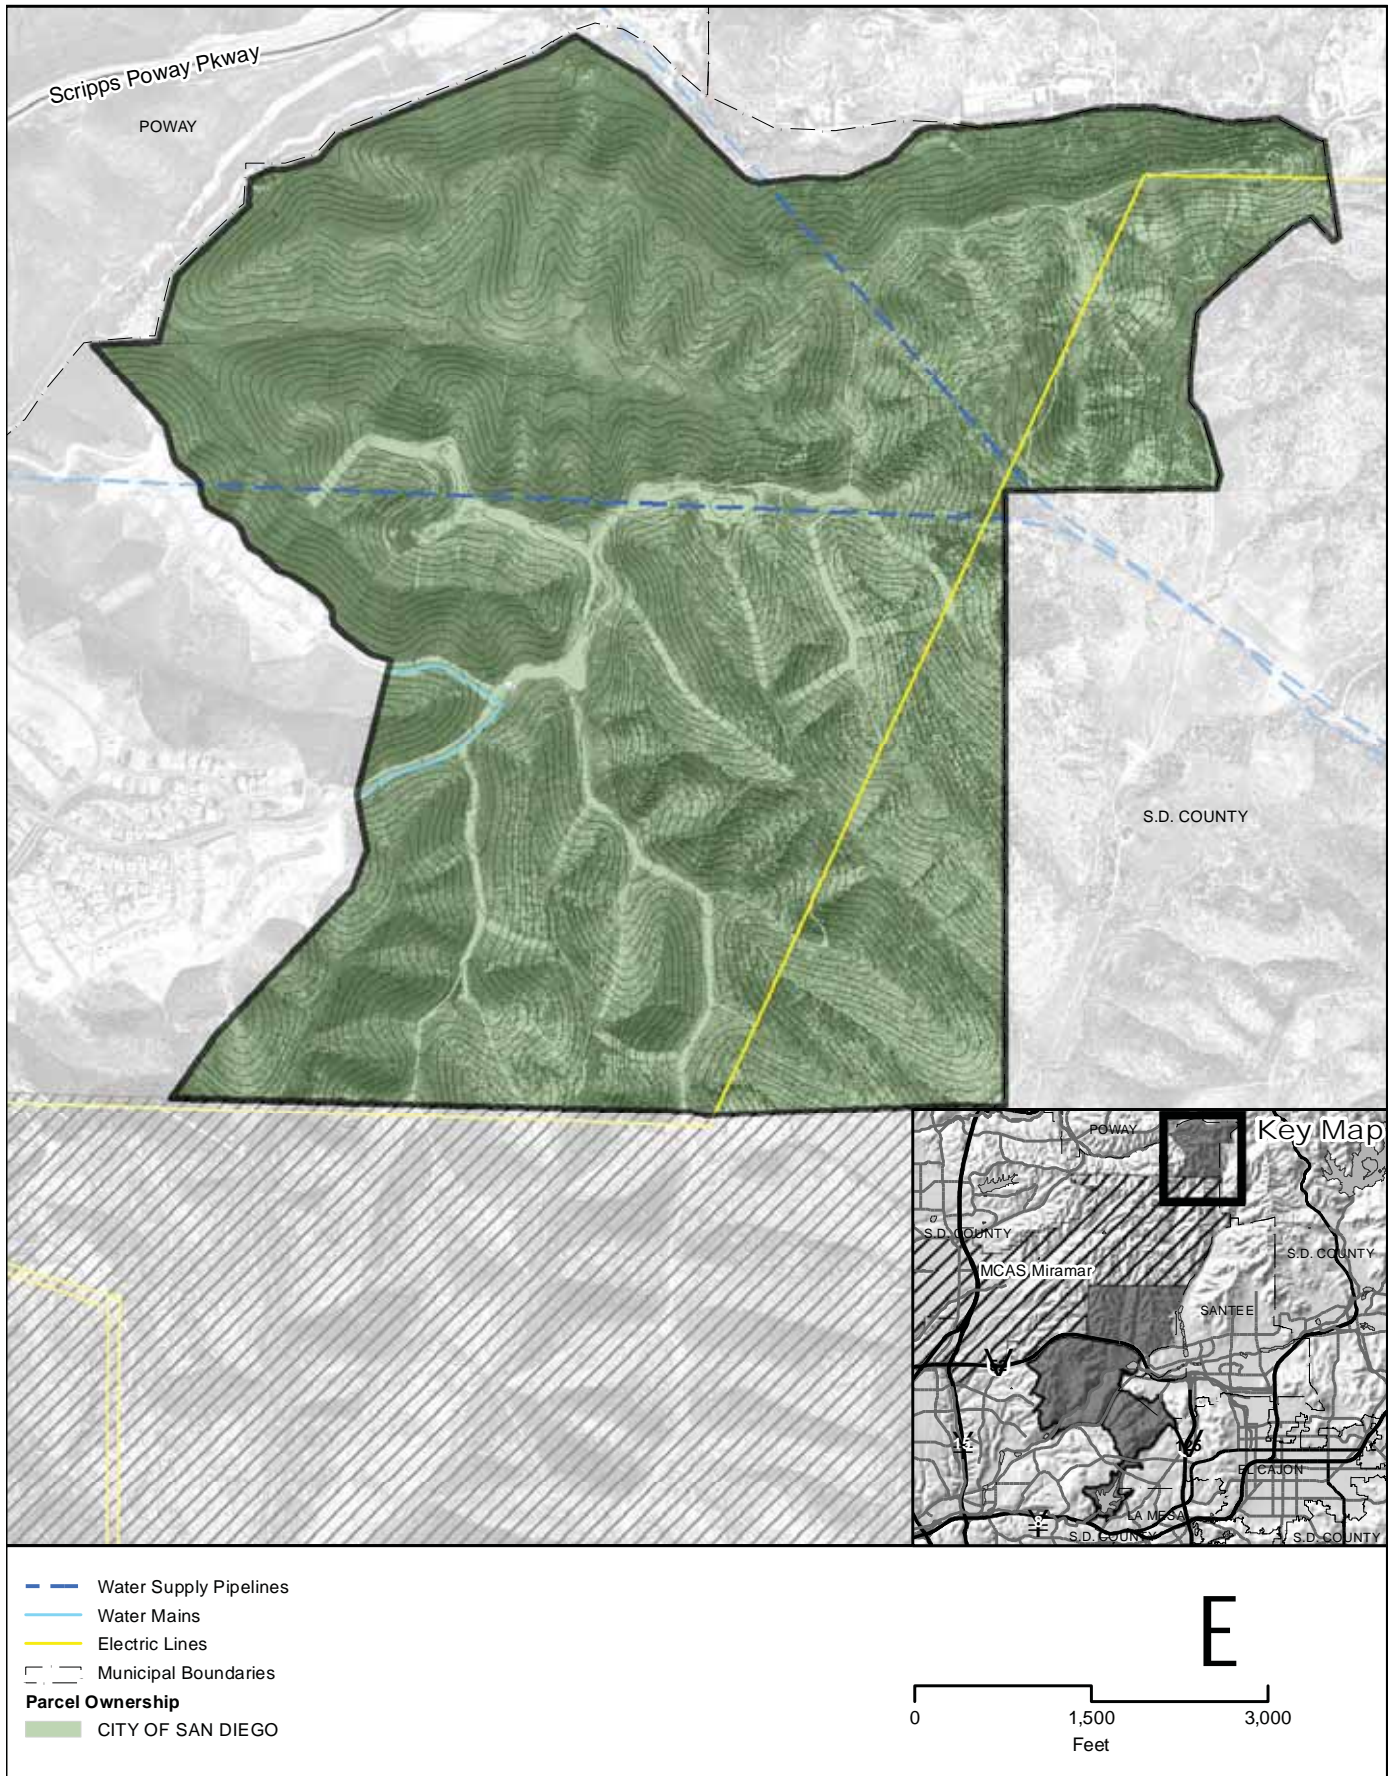 Scripps Poway Pkway
POWAY
S.D. COUNTY
Key Map
POWAY
S.D. COUNTY
S.D. COUNTY
MCAS Miramar
SANTEE
125
EL CAJON
LA MESA
S.D. COUNTY
S.D. COUNTY
Water Supply Pipelines
Water Mains
Electric Lines
Municipal Boundaries
Parcel Ownership
CITY OF SAN DIEGO
E
0 1,500 3,000
Feet